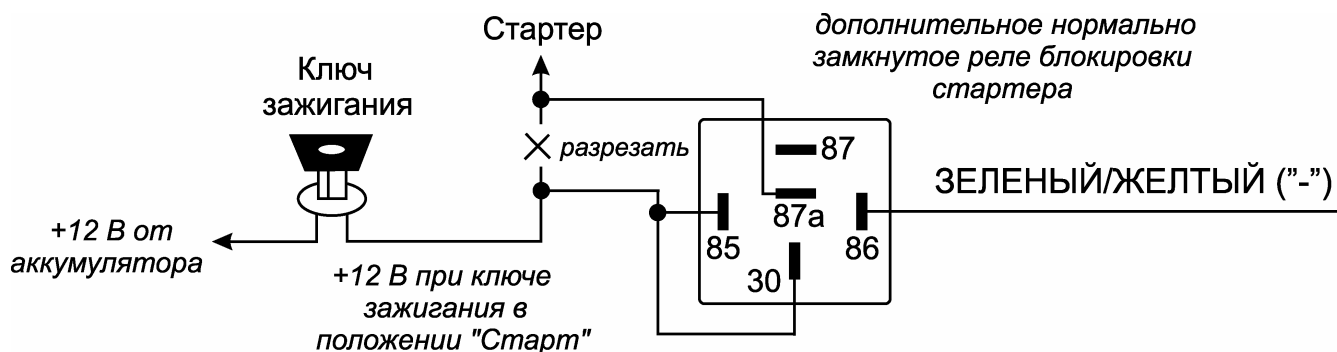 Стартер
дополнительное нормально
замкнутое реле блокировки
стартера
Ключ
зажигания
разрезать
87
ЗЕЛЕНЫЙ/ЖЕЛТЫЙ (”-”)
87а
85
86
30
+12 В от
аккумулятора
+12 В при ключе
зажигания в
положении "Старт"